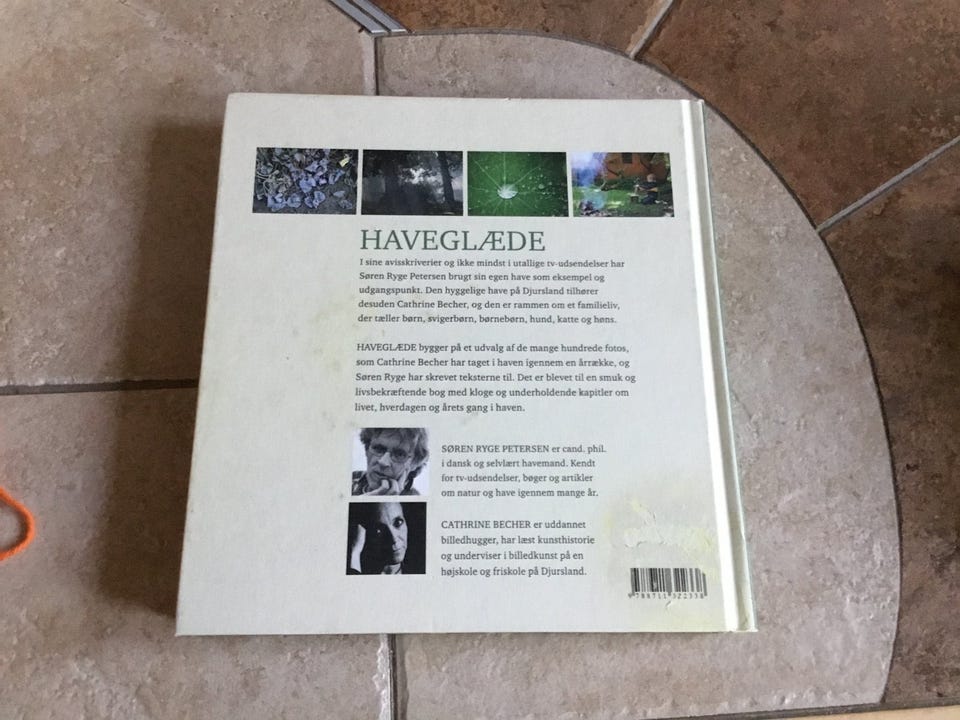 HAVEGLÆDE
I sine avisskriverier og ikke mindst i utallige tv-udsendelser har
Søren Ryge Petersen brugt sin egen have som eksempel og
udgangspunkt. Den hyggelige have på Djursland tilhører
desuden Cathrine Becher, og den er rammen om et familieliv,
der tæller børn, svigerbørn, børnebørn, hund, katte og høns.
HAVEGLÆDE bygger på et udvalg af de mange hundrede fotos,
som Cathrine Becher har taget i haven igennem en årrække, og
Søren Ryge har skrevet teksterne til. Det er blevet til en smuk og
livsbekræftende bog med kloge og underholdende kapitler om
livet, hverdagen og årets gang i haven.
SØREN RYGE PETERSEN er cand. phil.
i dansk og selvlært havemand. Kendt
for tv-udsendelser, bøger og artikler
om natur og have igennem mange år.
CATHRINE BECHER er uddannet
billedhugger, har læst kunsthistorie
og underviser i billedkunst på en
højskole og friskole på Djursland.